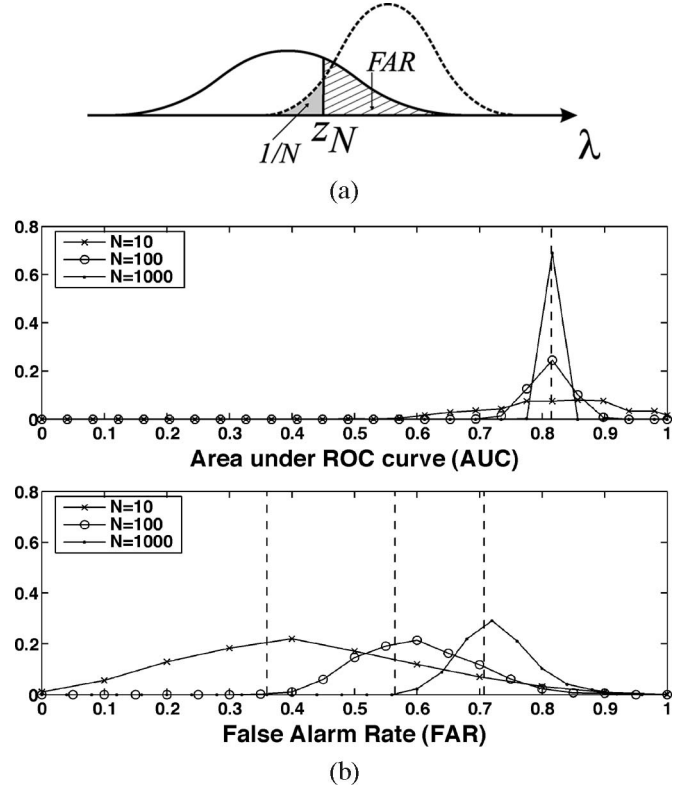 FAR
1/N
z_N
λ
(a)
0.8
0.6
0.4
0.2
0
N=10
N=100
N=1000
0 0.1 0.2 0.3 0.4 0.5 0.6 0.7 0.8 0.9 1
Area under ROC curve (AUC)
0.8
0.6
0.4
0.2
0
N=10
N=100
N=1000
0 0.1 0.2 0.3 0.4 0.5 0.6 0.7 0.8 0.9 1
False Alarm Rate (FAR)
(b)